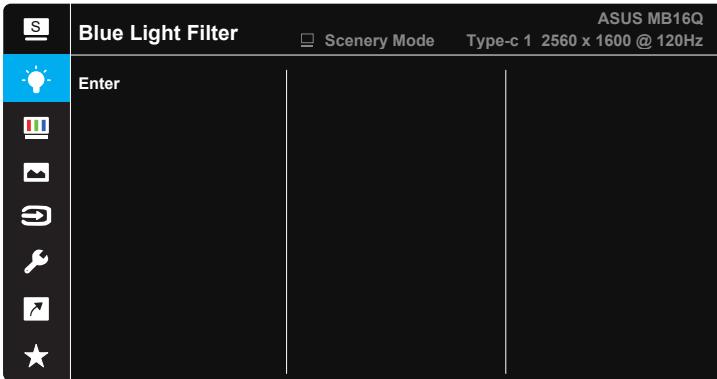 S
ASUS MB16Q
Blue Light Filter
Scenery Mode Type-c 1 2560 x 1600 @ 120Hz
Enter